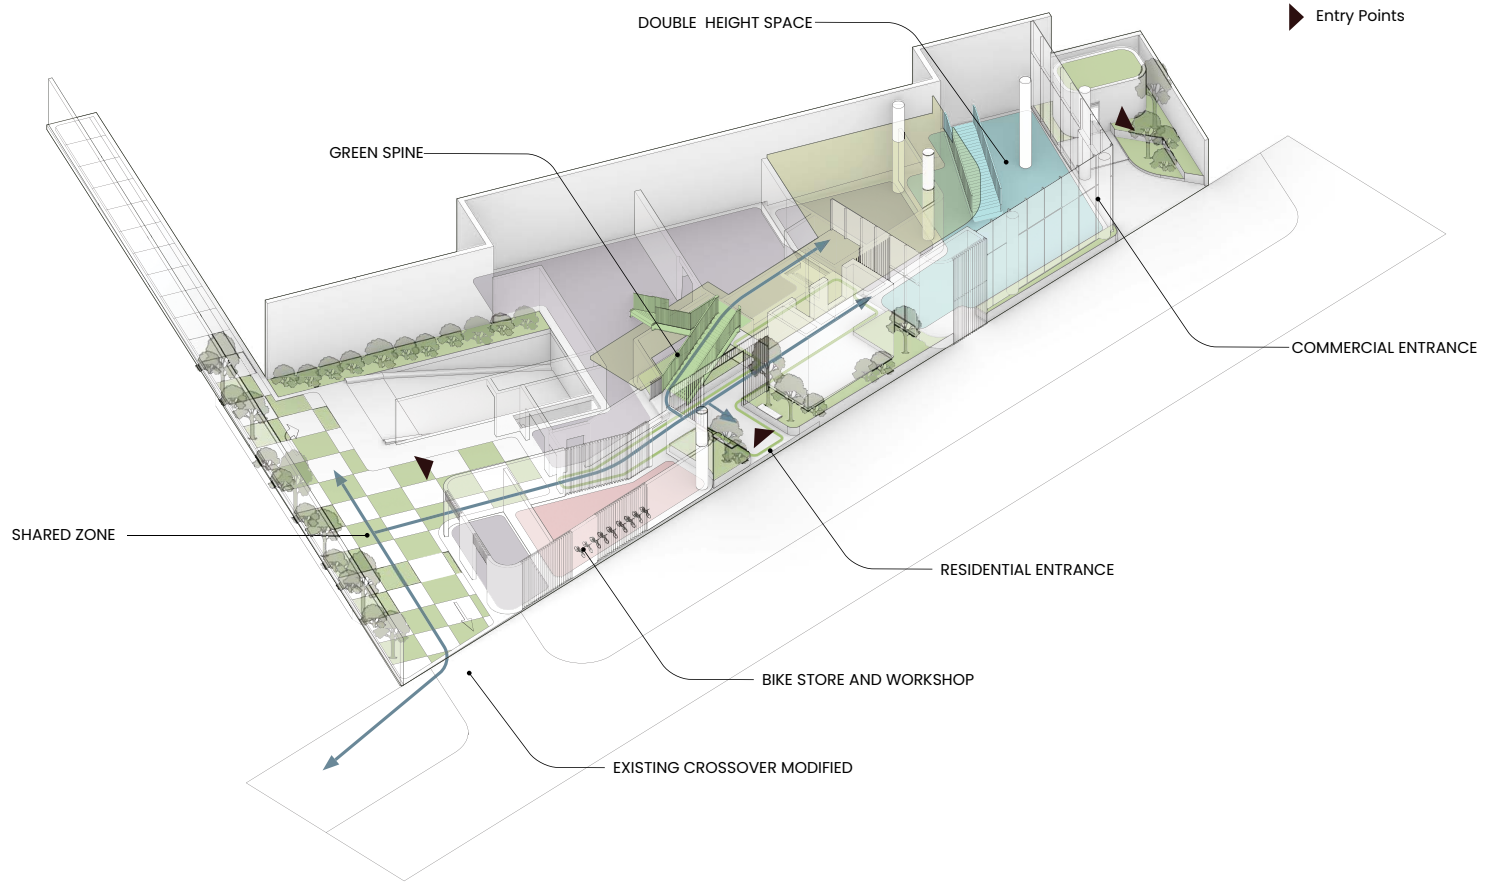 Entry Points
DOUBLE HEIGHT SPACE
GREEN SPINE
COMMERCIAL ENTRANCE
SHARED ZONE
RESIDENTIAL ENTRANCE
BIKE STORE AND WORKSHOP
EXISTING CROSSOVER MODIFIED